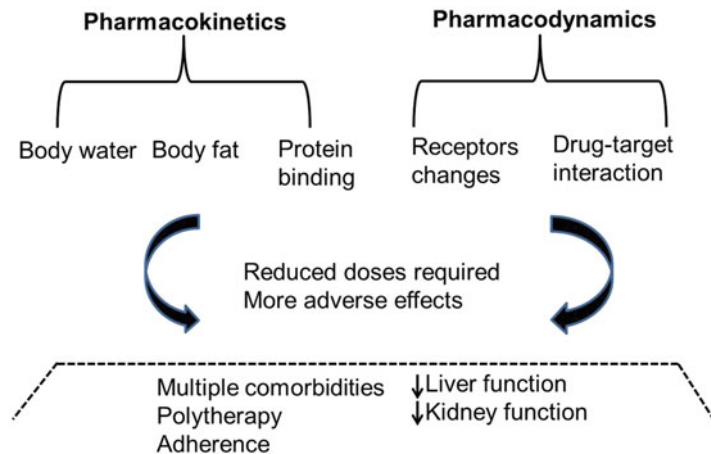 Pharmacokinetics
Pharmacodynamics
Body water
Body fat
Protein
binding
Receptors
changes
Drug-target
interaction
Reduced doses required
More adverse effects
Multiple comorbidities
Polytherapy
Adherence
↓Liver function
↓Kidney function